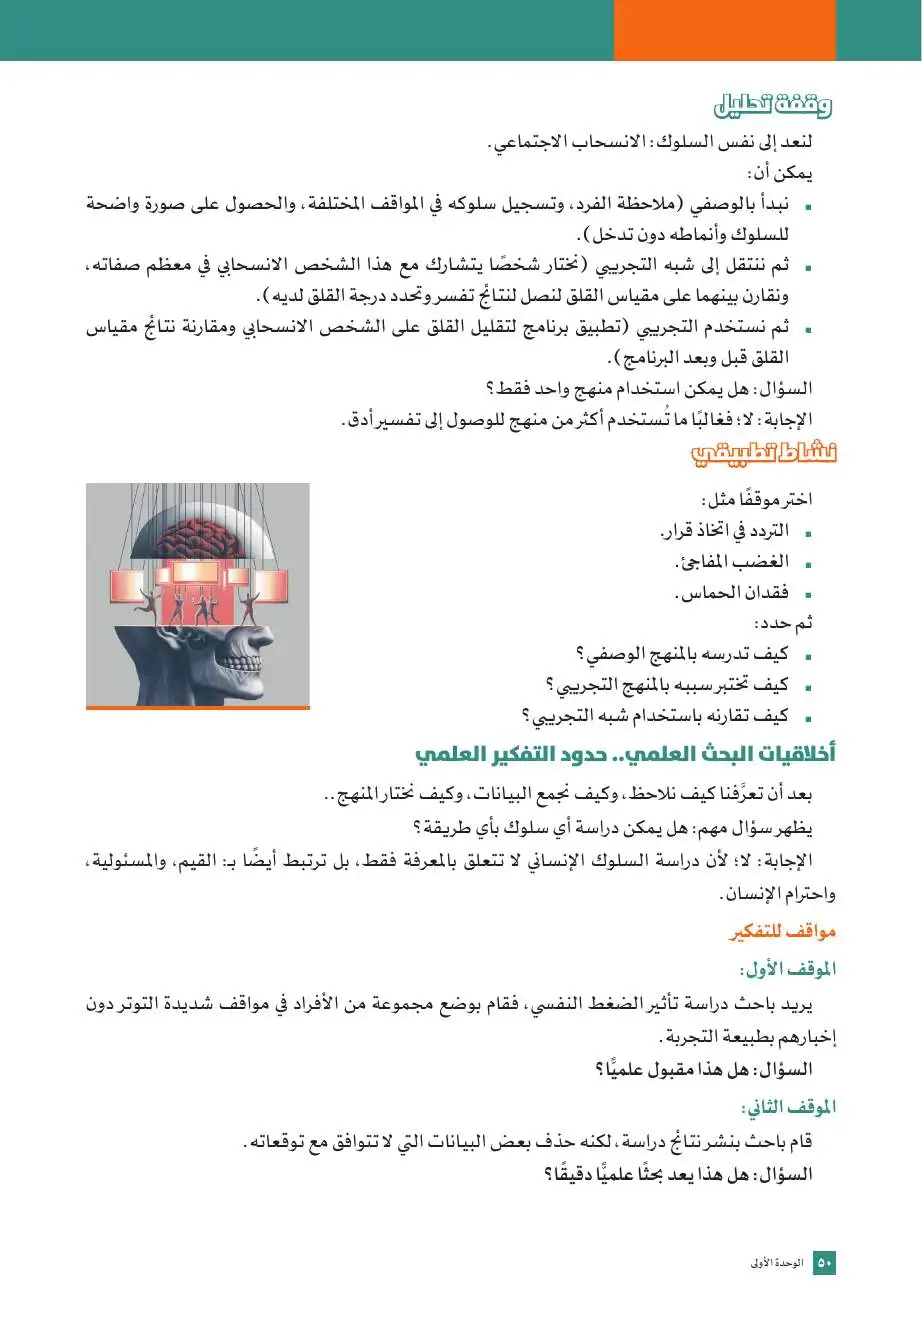 وقفة تحليل
لنعد إلى نفس السلوك: الانسحاب الاجتماعي.
يمكن أن:
▪ نبدأ بالوصفي (ملاحظة الفرد، وتسجيل سلوكه في المواقف المختلفة، والحصول على صورة واضحة
للسلوك وأنماطه دون تدخل).
▪ ثم ننتقل إلى شبه التجريبي (نختار شخصًا يتشارك مع هذا الشخص الانسحابي في معظم صفاته،
ونقارن بينهما على مقياس القلق لنصل لنتائج تفسر وتحدد درجة القلق لديه).
▪ ثم نستخدم التجريبي (تطبيق برنامج لتقليل القلق على الشخص الانسحابي ومقارنة نتائج مقياس
القلق قبل وبعد البرنامج).
السؤال: هل يمكن استخدام منهج واحد فقط؟
الإجابة: لا؛ فغالبًا ما تُستخدم أكثر من منهج للوصول إلى تفسير أدق.
نشاط تطبيقي
اختر موقفًا مثل:
▪ التردد في اتخاذ قرار.
▪ الغضب المفاجئ.
▪ فقدان الحماس.
ثم حدد:
▪ كيف تدرسه بالمنهج الوصفي؟
▪ كيف تختبر سببه بالمنهج التجريبي؟
▪ كيف تقارنه باستخدام شبه التجريبي؟
أخلاقيات البحث العلمي.. حدود التفكير العلمي
بعد أن تعرَّفنا كيف نلاحظ، وكيف نجمع البيانات، وكيف نختار المنهج..
يظهر سؤال مهم: هل يمكن دراسة أي سلوك بأي طريقة؟
الإجابة: لا؛ لأن دراسة السلوك الإنساني لا تتعلق بالمعرفة فقط، بل ترتبط أيضًا بـ: القيم، والمسئولية،
واحترام الإنسان.
مواقف للتفكير
الموقف الأول:
يريد باحث دراسة تأثير الضغط النفسي، فقام بوضع مجموعة من الأفراد في مواقف شديدة التوتر دون
إخبارهم بطبيعة التجربة.
السؤال: هل هذا مقبول علميًّا؟
الموقف الثاني:
قام باحث بنشر نتائج دراسة، لكنه حذف بعض البيانات التي لا تتوافق مع توقعاته.
السؤال: هل هذا يعد بحثًا علميًّا دقيقًا؟
٥٠ الوحدة الأولى